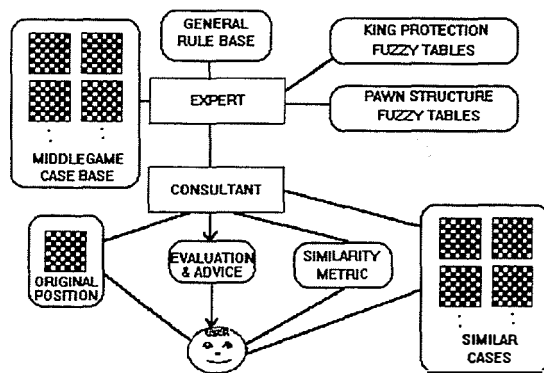 GENERAL
RULE BASE
KING PROTECTION
FUZZY TABLES
EXPERT
PAWN STRUCTURE
FUZZY TABLES
MIDDLEGAME
CASE BASE
CONSULTANT
ORIGINAL
POSITION
EVALUATION
& ADVICE
SIMILARITY
METRIC
SIMILAR
CASES
USER